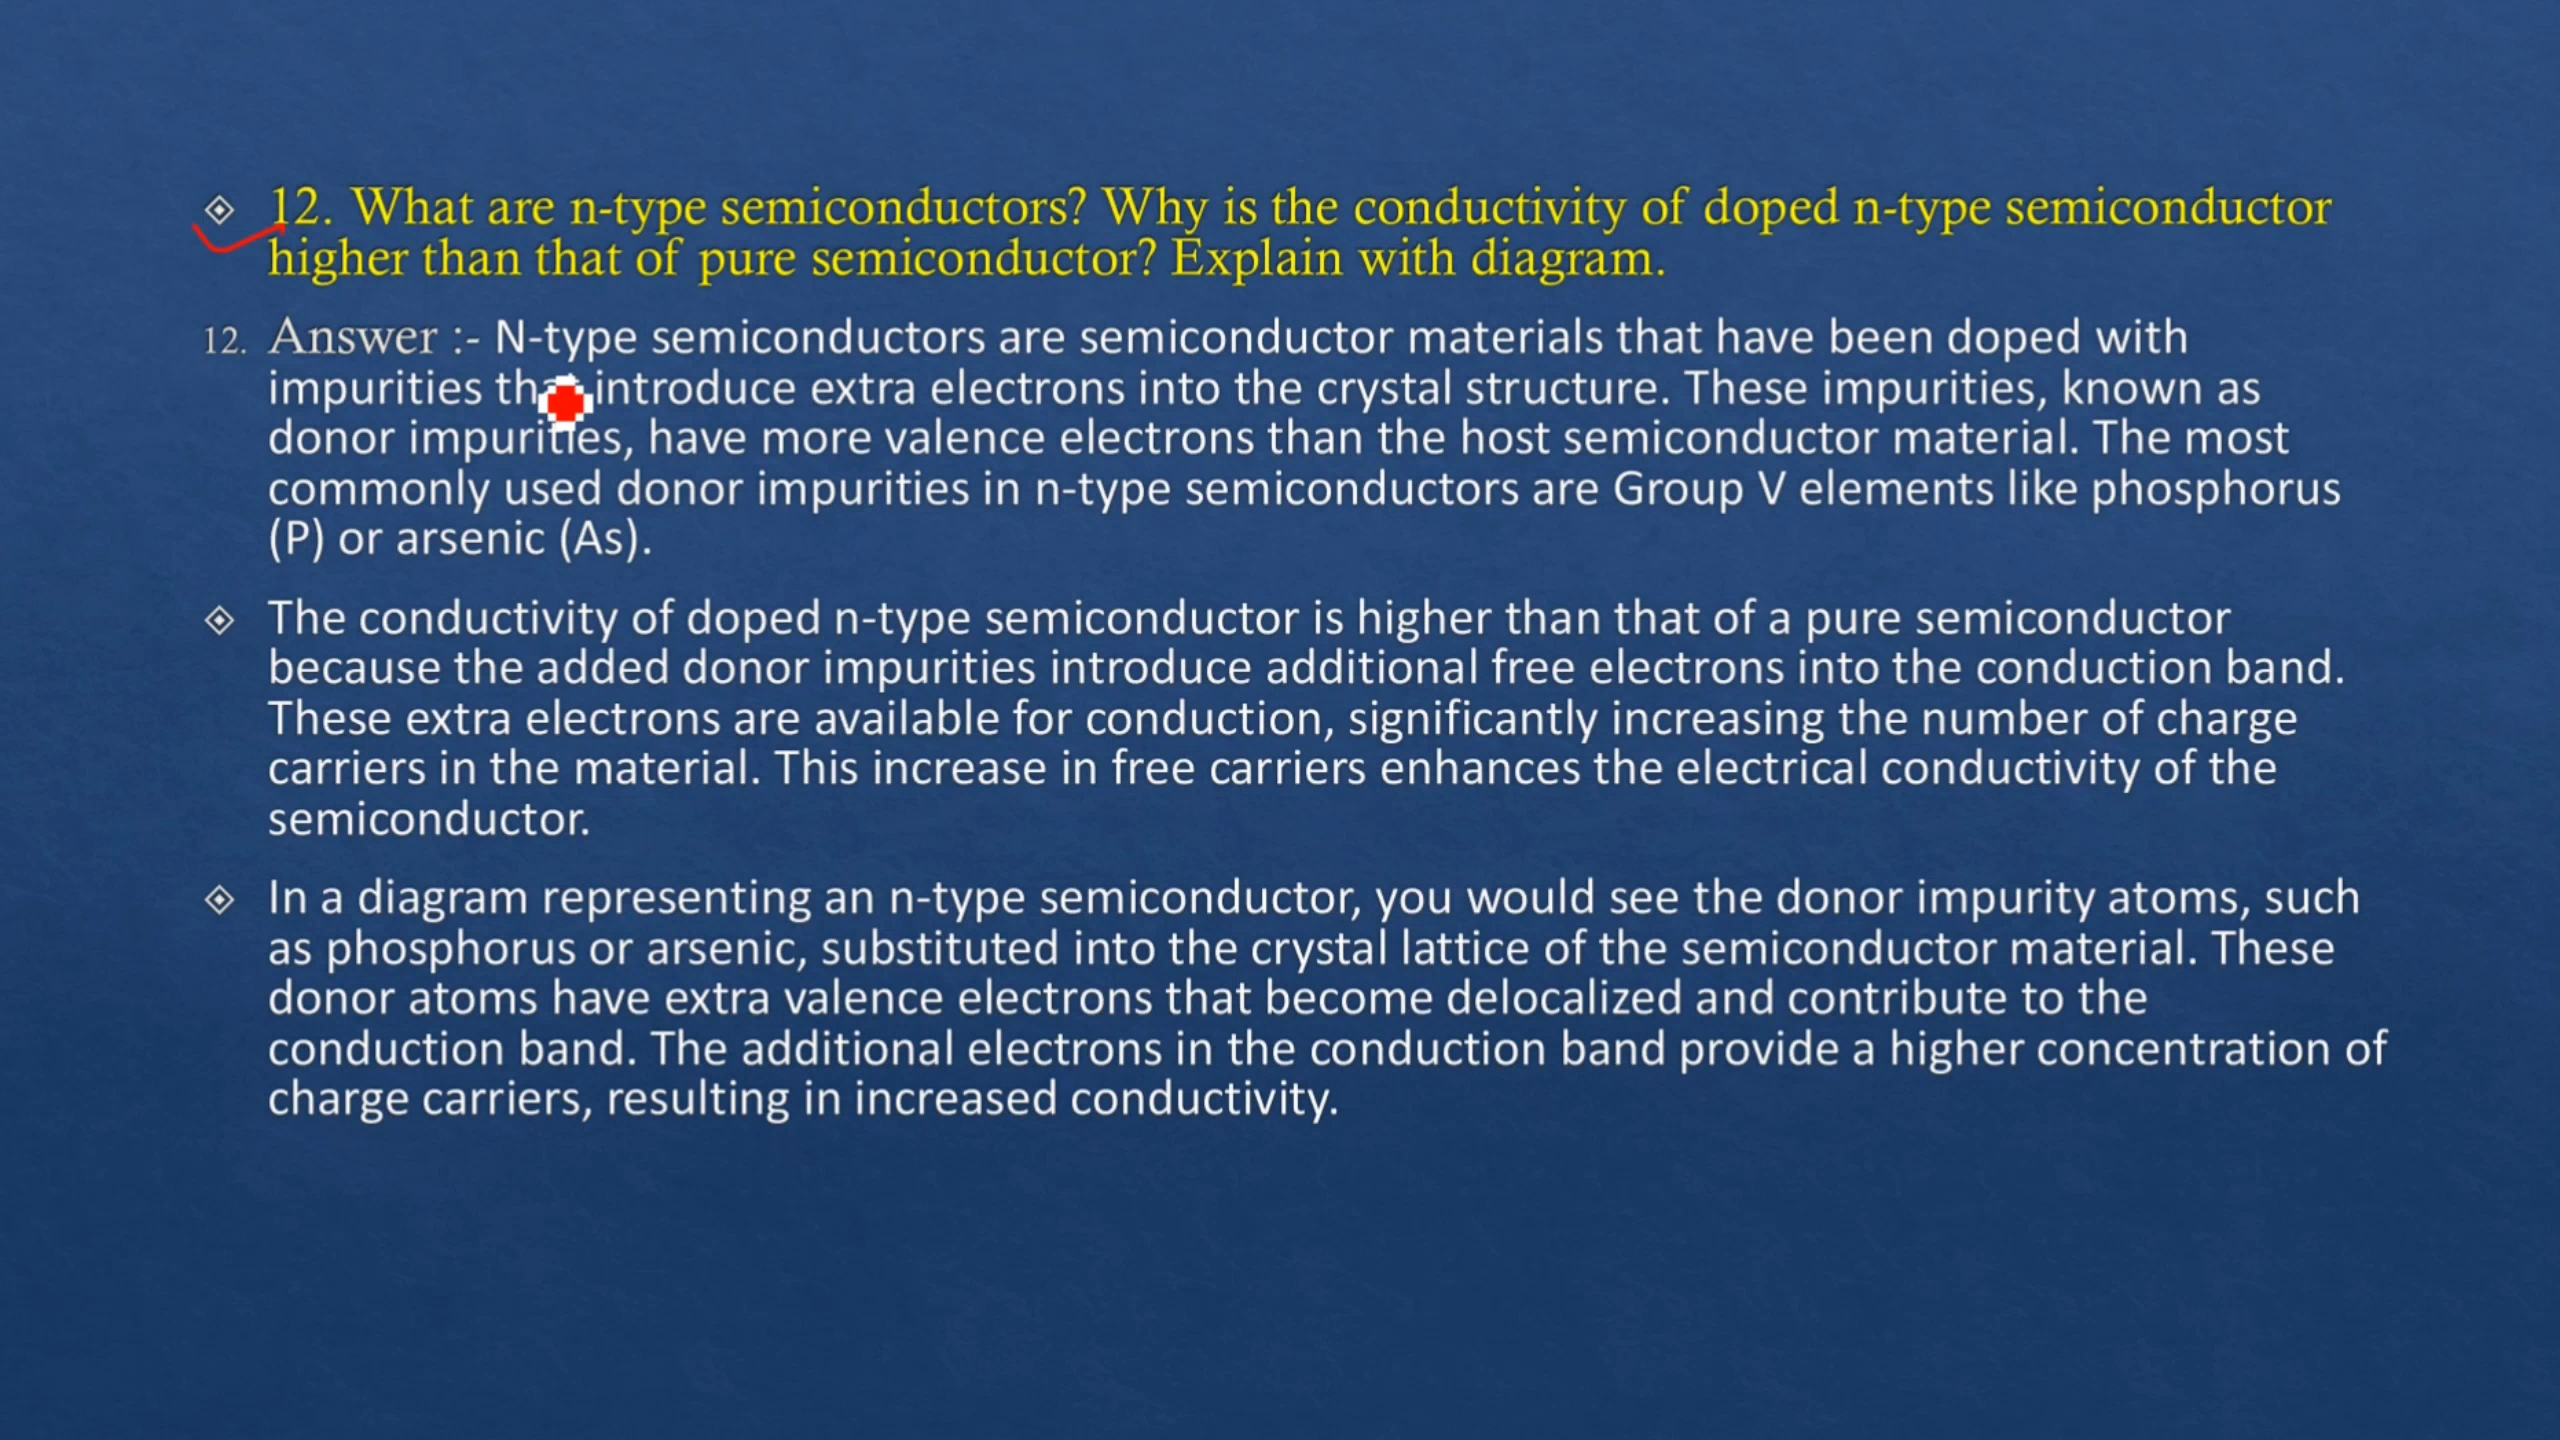 12. What are n-type semiconductors? Why is the conductivity of doped n-type semiconductor
higher than that of pure semiconductor? Explain with diagram.
12. Answer :- N-type semiconductors are semiconductor materials that have been doped with
impurities introduce extra electrons into the crystal structure. These impurities, known as
donor impurities, have more valence electrons than the host semiconductor material. The most
commonly used donor impurities in n-type semiconductors are Group V elements like phosphorus
(P) or arsenic (As).
The conductivity of doped n-type semiconductor is higher than that of a pure semiconductor
because the added donor impurities introduce additional free electrons into the conduction band.
These extra electrons are available for conduction, significantly increasing the number of charge
carriers in the material. This increase in free carriers enhances the electrical conductivity of the
semiconductor.
In a diagram representing an n-type semiconductor, you would see the donor impurity atoms, such
as phosphorus or arsenic, substituted into the crystal lattice of the semiconductor material. These
donor atoms have extra valence electrons that become delocalized and contribute to the
conduction band. The additional electrons in the conduction band provide a higher concentration of
charge carriers, resulting in increased conductivity.